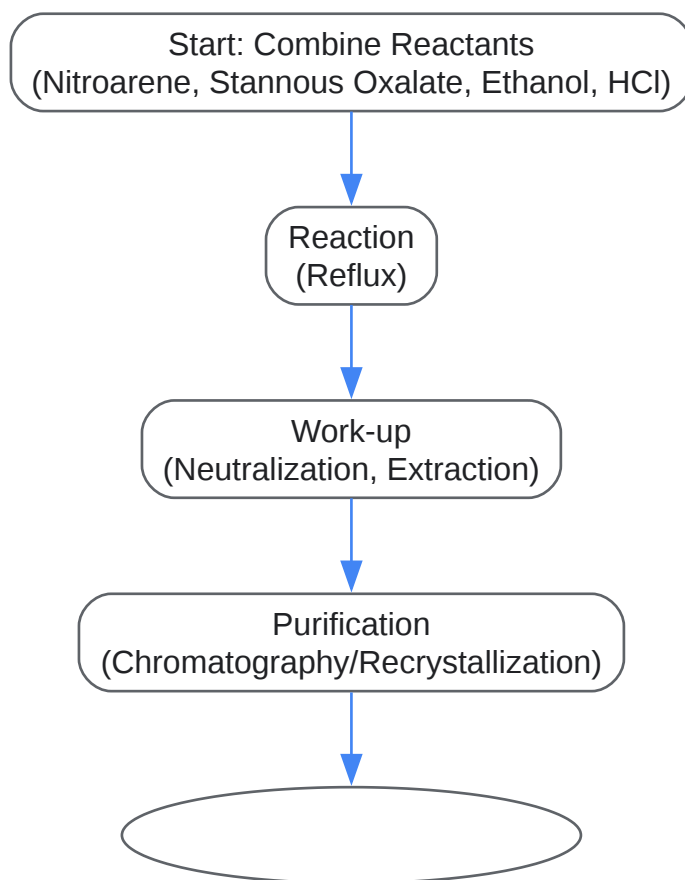 Start: Combine Reactants
(Nitroarene, Stannous Oxalate, Ethanol, HCl)
Reaction
(Reflux)
Work-up
(Neutralization, Extraction)
Purification
(Chromatography/Recrystallization)